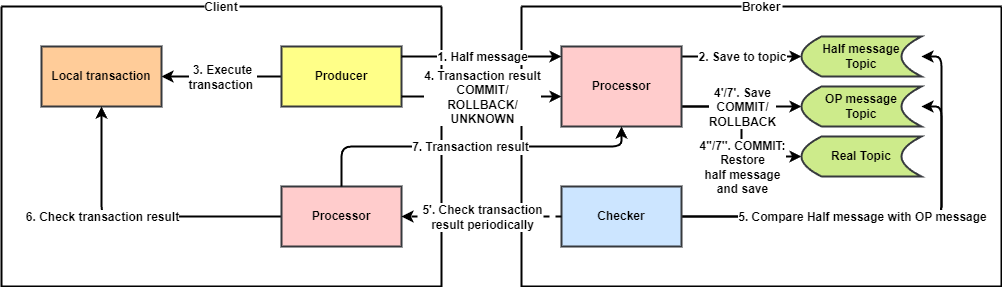 Client
Broker
Local transaction
3. Execute
transaction
Producer
1. Half message
4. Transaction result
COMMIT/
ROLLBACK/
UNKNOWN
Processor
2. Save to topic
Half message
Topic
4'/7'. Save
COMMIT/
ROLLBACK
OP message
Topic
4''/7''. COMMIT:
Restore
half message
and save
Real Topic
7. Transaction result
6. Check transaction result
Processor
5'. Check transaction
result periodically
Checker
5. Compare Half message with OP message